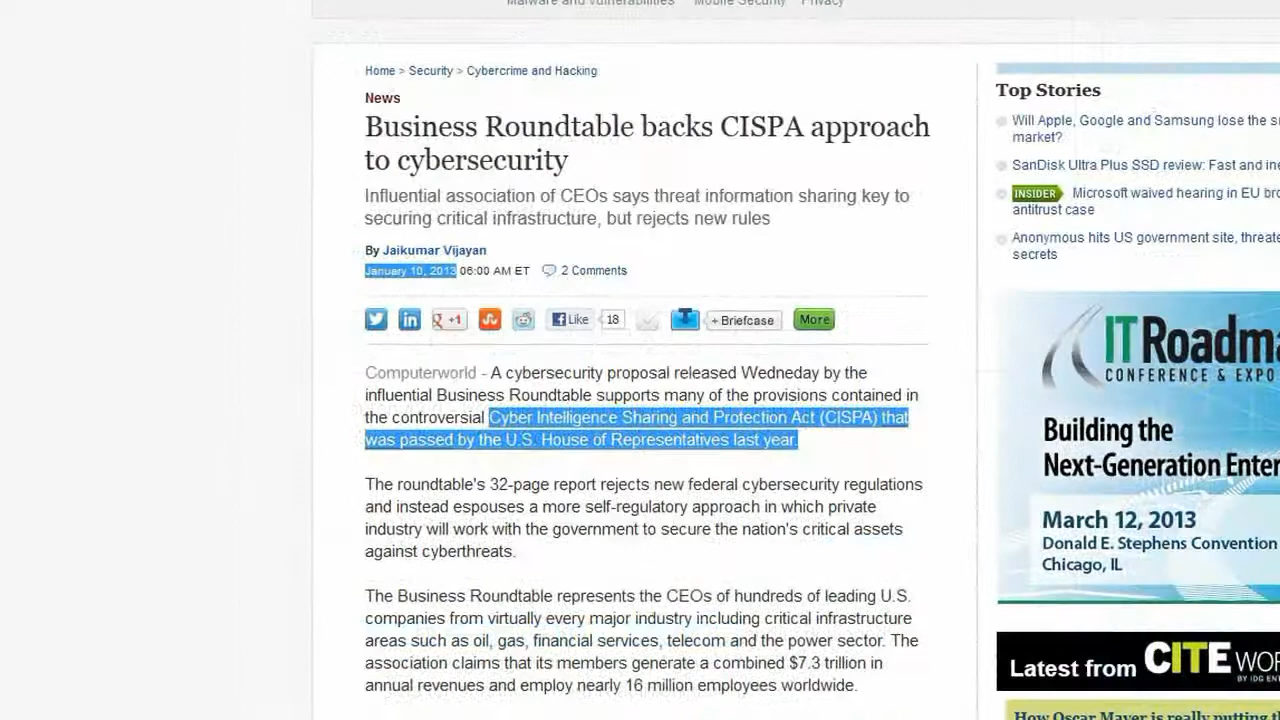 Malware and Vulnerabilities Mobile Security Privacy
Home > Security > Cybercrime and Hacking
News
Business Roundtable backs CISPA approach
to cybersecurity
Influential association of CEOs says threat information sharing key to
securing critical infrastructure, but rejects new rules
By Jaikumar Vijayan
January 10, 2013 06:00 AM ET 2 Comments
+1 Like 18 + Briefcase More
Computerworld - A cybersecurity proposal released Wednesday by the
influential Business Roundtable supports many of the provisions contained in
the controversial Cyber Intelligence Sharing and Protection Act (CISPA) that
was passed by the U.S. House of Representatives last year.
The roundtable's 32-page report rejects new federal cybersecurity regulations
and instead espouses a more self-regulatory approach in which private
industry will work with the government to secure the nation's critical assets
against cyberthreats.
The Business Roundtable represents the CEOs of hundreds of leading U.S.
companies from virtually every major industry including critical infrastructure
areas such as oil, gas, financial services, telecom and the power sector. The
association claims that its members generate a combined $7.3 trillion in
annual revenues and employ nearly 16 million employees worldwide.
Top Stories
Will Apple, Google and Samsung lose the
market?
SanDisk Ultra Plus SSD review: Fast and
INSIDER Microsoft waived hearing in EU
antitrust case
Anonymous hits US government site,
secrets
IT
CONFERENCE & EXPO
Building the
Next-Generation
March 12, 2013
Donald E. Stephens Convention
Chicago, IL
Latest from CITE
BY IDG
How Oscar Mayer is really putting